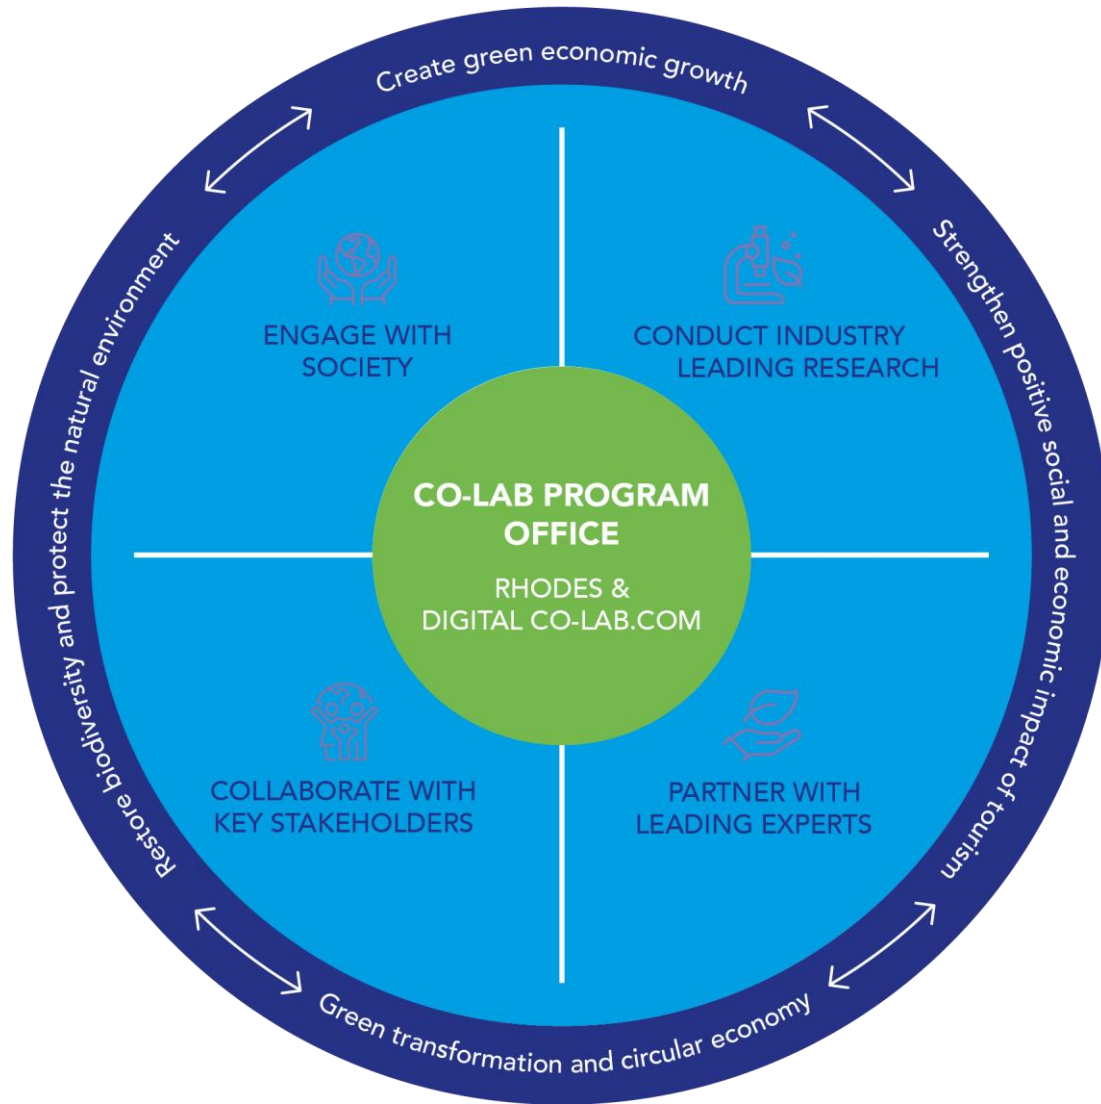 Create green economic growth
Strengthen positive social and economic impact of tourism
Green transformation and circular economy
Restore biodiversity and protect the natural environment
ENGAGE WITH
SOCIETY
CONDUCT INDUSTRY
LEADING RESEARCH
CO-LAB PROGRAM
OFFICE
RHODES &
DIGITAL CO-LAB.COM
COLLABORATE WITH
KEY STAKEHOLDERS
PARTNER WITH
LEADING EXPERTS